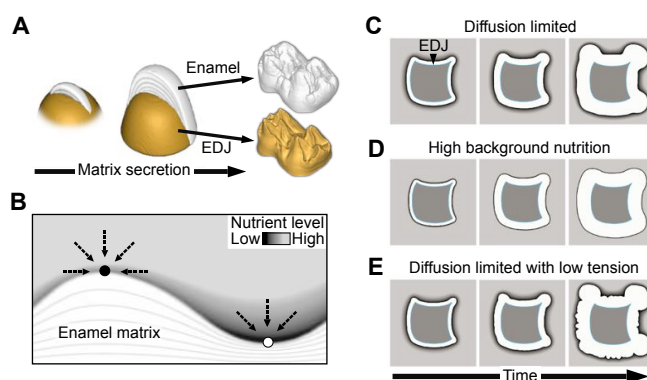 A
Enamel
EDJ
Matrix secretion
B
Nutrient level
Low High
Enamel matrix
C
Diffusion limited
EDJ
D
High background nutrition
E
Diffusion limited with low tension
Time